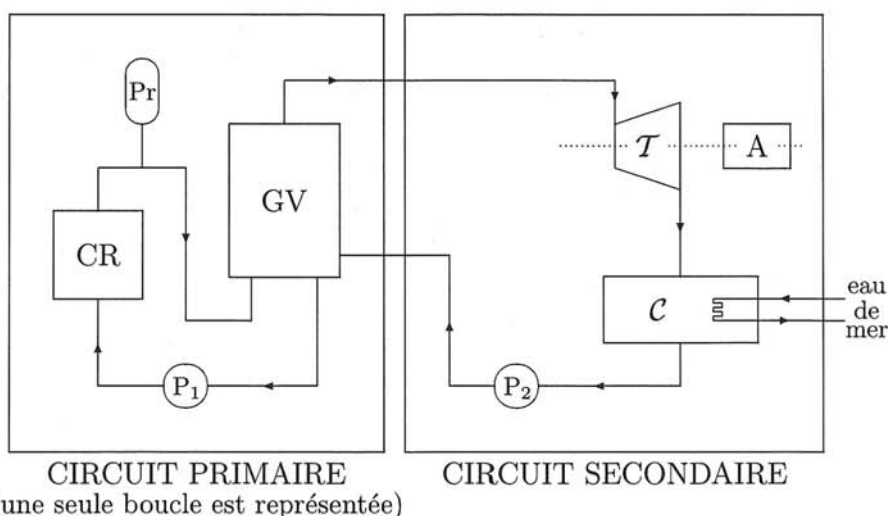 Pr
GV
CR
P₁
𝒯
A
𝒞
eau
de
mer
P₂
CIRCUIT PRIMAIRE
une seule boucle est représentée)
CIRCUIT SECONDAIRE